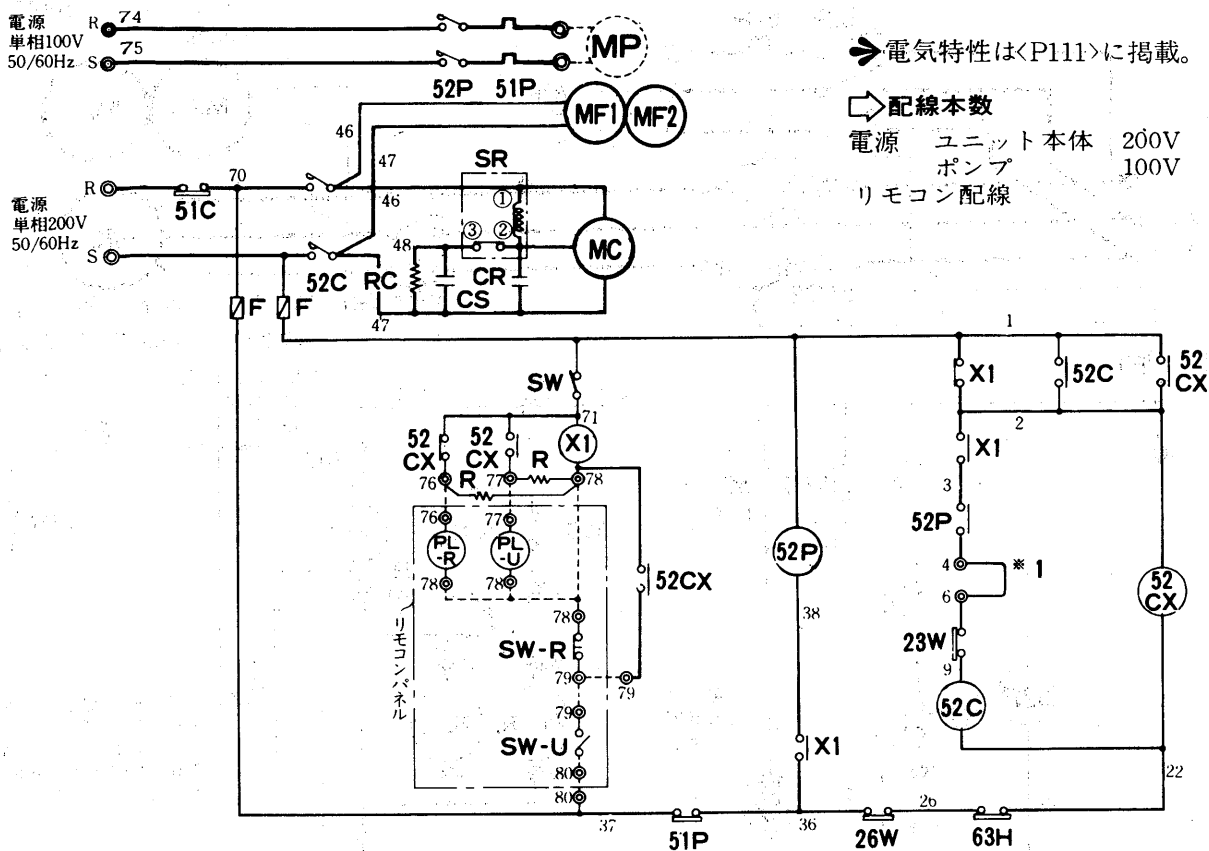 電源
単相100V
50/60Hz
R 74
S 75
52P 51P
MP
➔電気特性は<P111>に掲載。
⇨配線本数
電源 ユニット本体 200V
ポンプ 100V
リモコン配線
MF1 MF2
46
47
46
SR
電源
単相200V
50/60Hz
R
51C
70
S
52C
RC
48
① 
③ ②
MC
CR
CS
47
F F
1
SW
71
X1
52
CX
52
CX
R
R
76 77 78
76 77
PL
-R
PL
-U
78 78
78
52CX
SW-R
79 79
79
SW-U
80
80
リモコンパネル
52P
38
X1
X1
52C
52
CX
2
X1
3
52P
4
※1
6
23W
9
52C
52
CX
22
37
51P
36
26W
26
63H